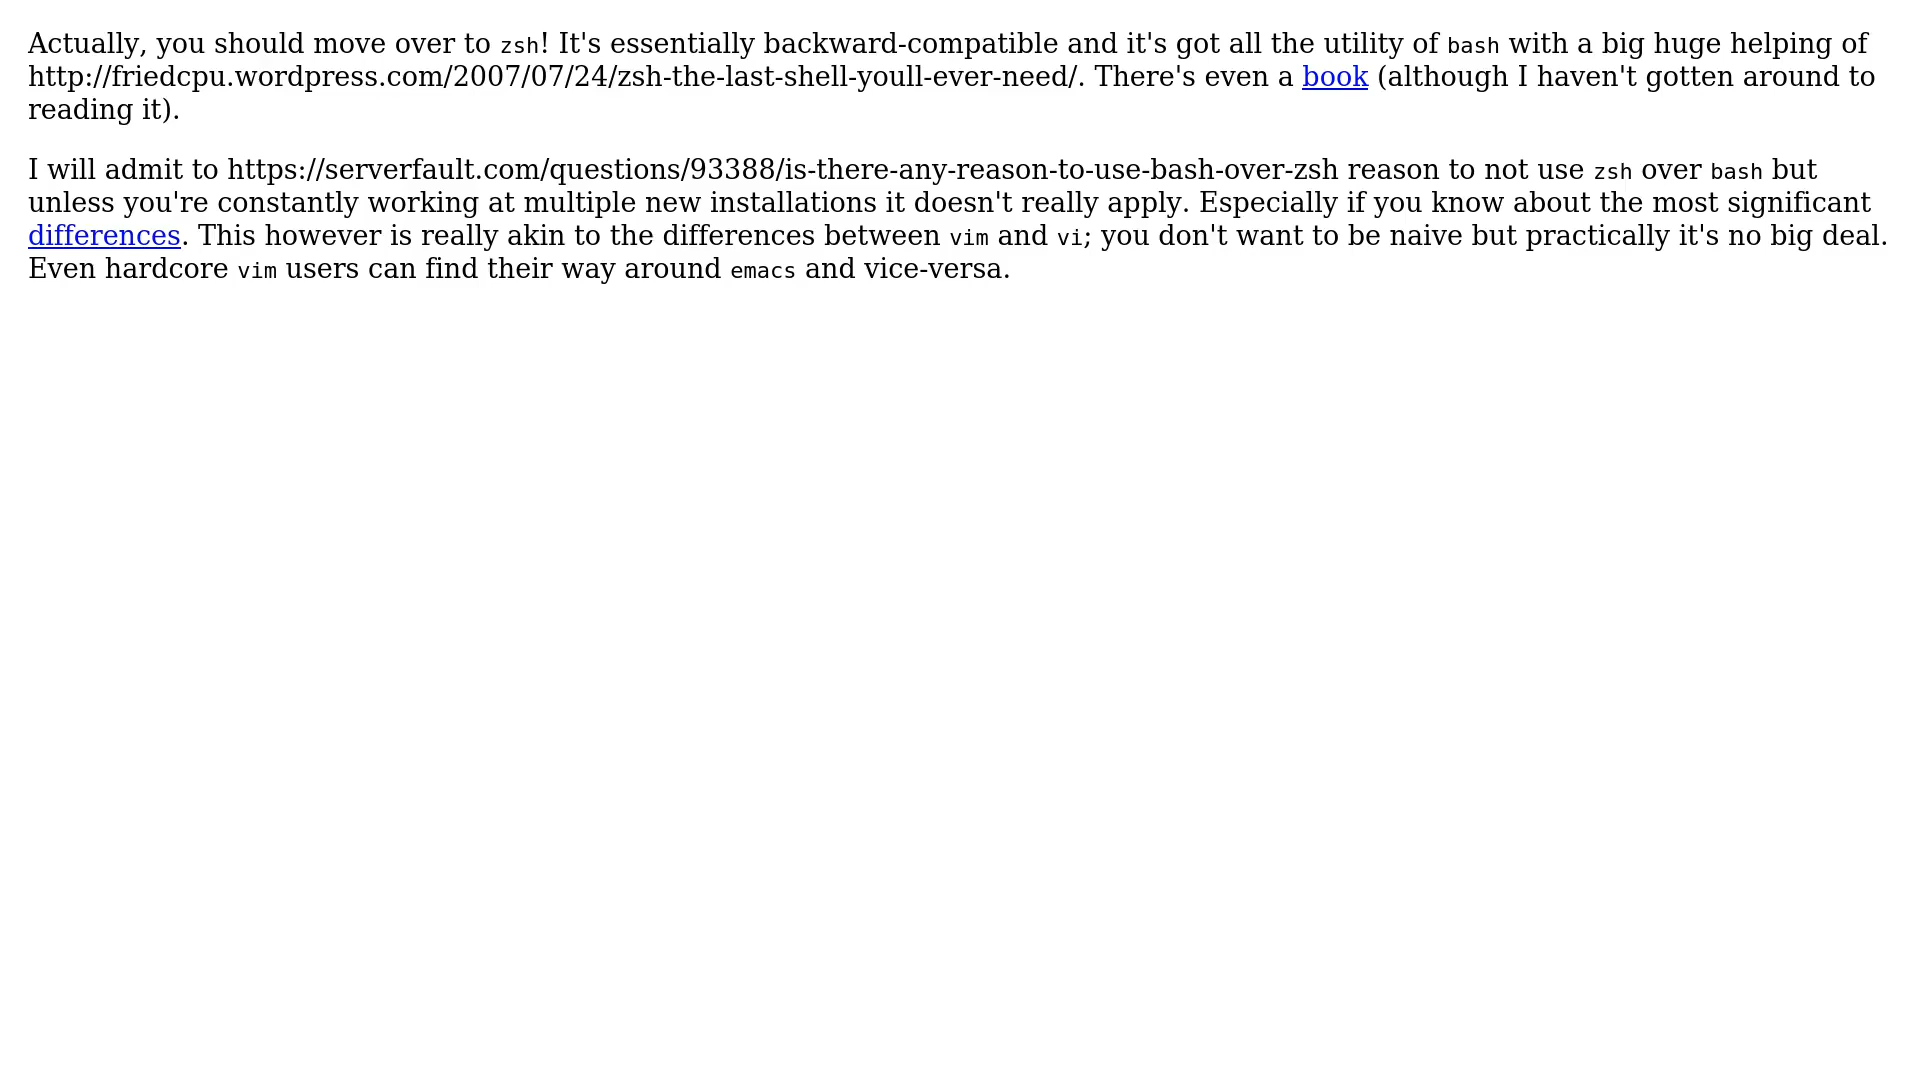 Actually, you should move over to zsh! It's essentially backward-compatible and it's got all the utility of bash with a big huge helping of
http://friedcpu.wordpress.com/2007/07/24/zsh-the-last-shell-youll-ever-need/. There's even a book (although I haven't gotten around to
reading it).
I will admit to https://serverfault.com/questions/93388/is-there-any-reason-to-use-bash-over-zsh reason to not use zsh over bash but
unless you're constantly working at multiple new installations it doesn't really apply. Especially if you know about the most significant
differences. This however is really akin to the differences between vim and vi; you don't want to be naive but practically it's no big deal.
Even hardcore vim users can find their way around emacs and vice-versa.